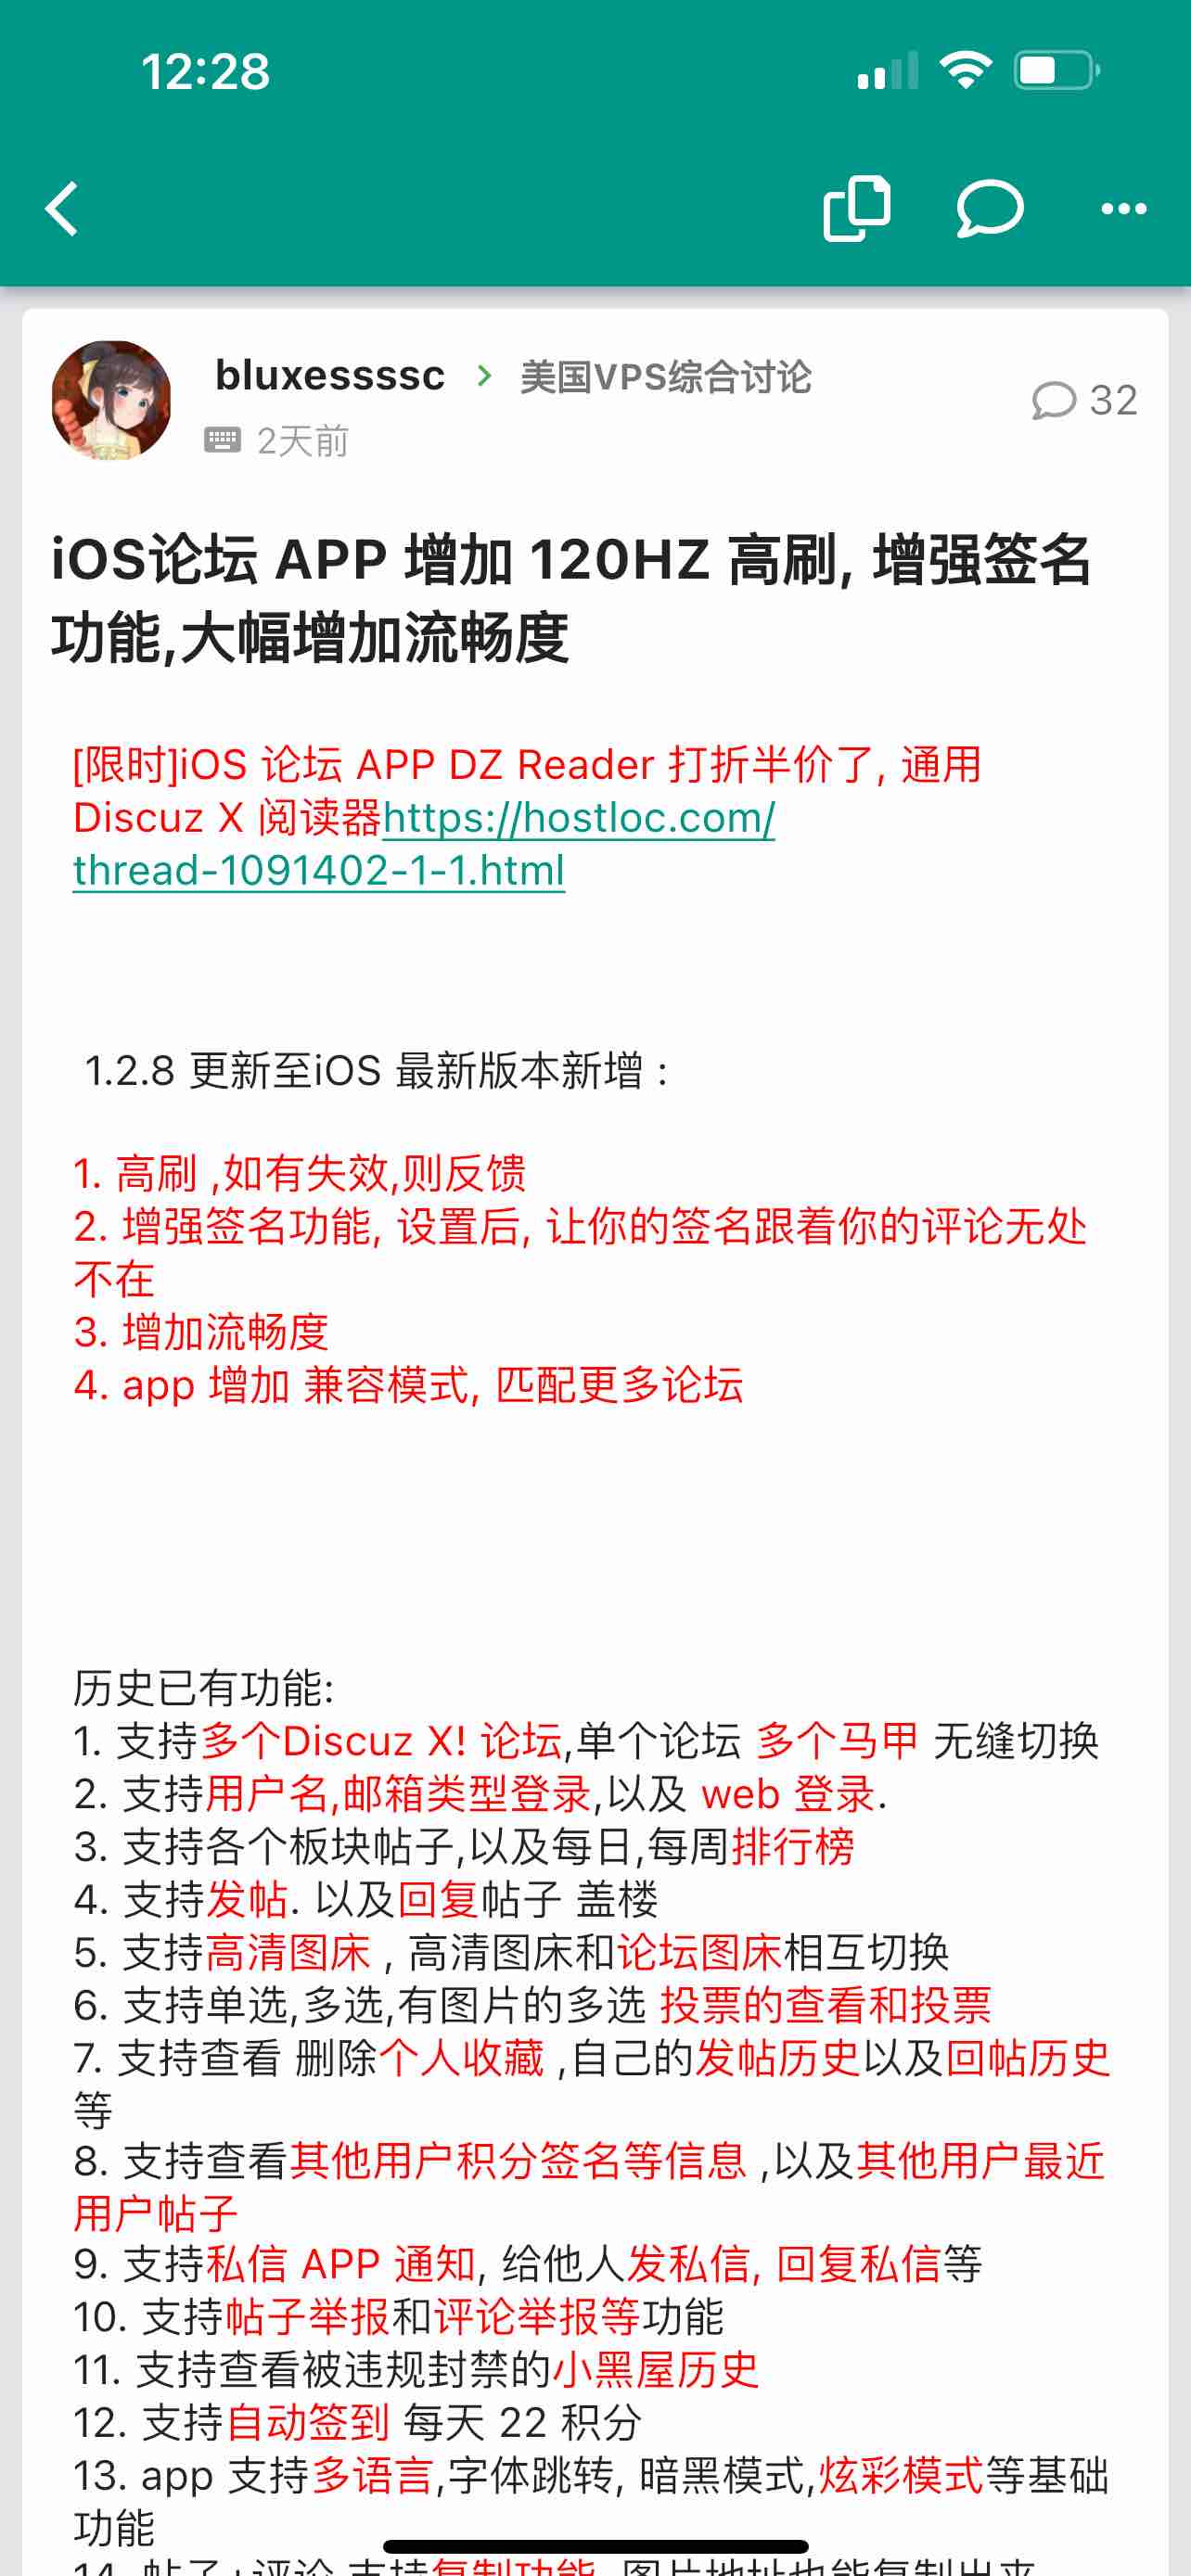 12:28
bluxessssc > 美国VPS综合讨论
32
2天前
iOS论坛 APP 增加 120HZ 高刷, 增强签名
功能,大幅增加流畅度
[限时]iOS 论坛 APP DZ Reader 打折半价了, 通用
Discuz X 阅读器https://hostloc.com/
thread-1091402-1-1.html
1.2.8 更新至iOS 最新版本新增 :
1. 高刷 ,如有失效,则反馈
2. 增强签名功能, 设置后, 让你的签名跟着你的评论无处
不在
3. 增加流畅度
4. app 增加 兼容模式, 匹配更多论坛
历史已有功能:
1. 支持多个Discuz X! 论坛,单个论坛 多个马甲 无缝切换
2. 支持用户名,邮箱类型登录,以及 web 登录.
3. 支持各个板块帖子,以及每日,每周排行榜
4. 支持发帖. 以及回复帖子 盖楼
5. 支持高清图床 , 高清图床和论坛图床相互切换
6. 支持单选,多选,有图片的多选 投票的查看和投票
7. 支持查看 删除个人收藏 ,自己的发帖历史以及回帖历史
等
8. 支持查看其他用户积分签名等信息 ,以及其他用户最近
用户帖子
9. 支持私信 APP 通知, 给他人发私信, 回复私信等
10. 支持帖子举报和评论举报等功能
11. 支持查看被违规封禁的小黑屋历史
12. 支持自动签到 每天 22 积分
13. app 支持多语言,字体跳转, 暗黑模式,炫彩模式等基础
功能
14. 帖子+评论 支持复制功能, 图片地址也能复制出来